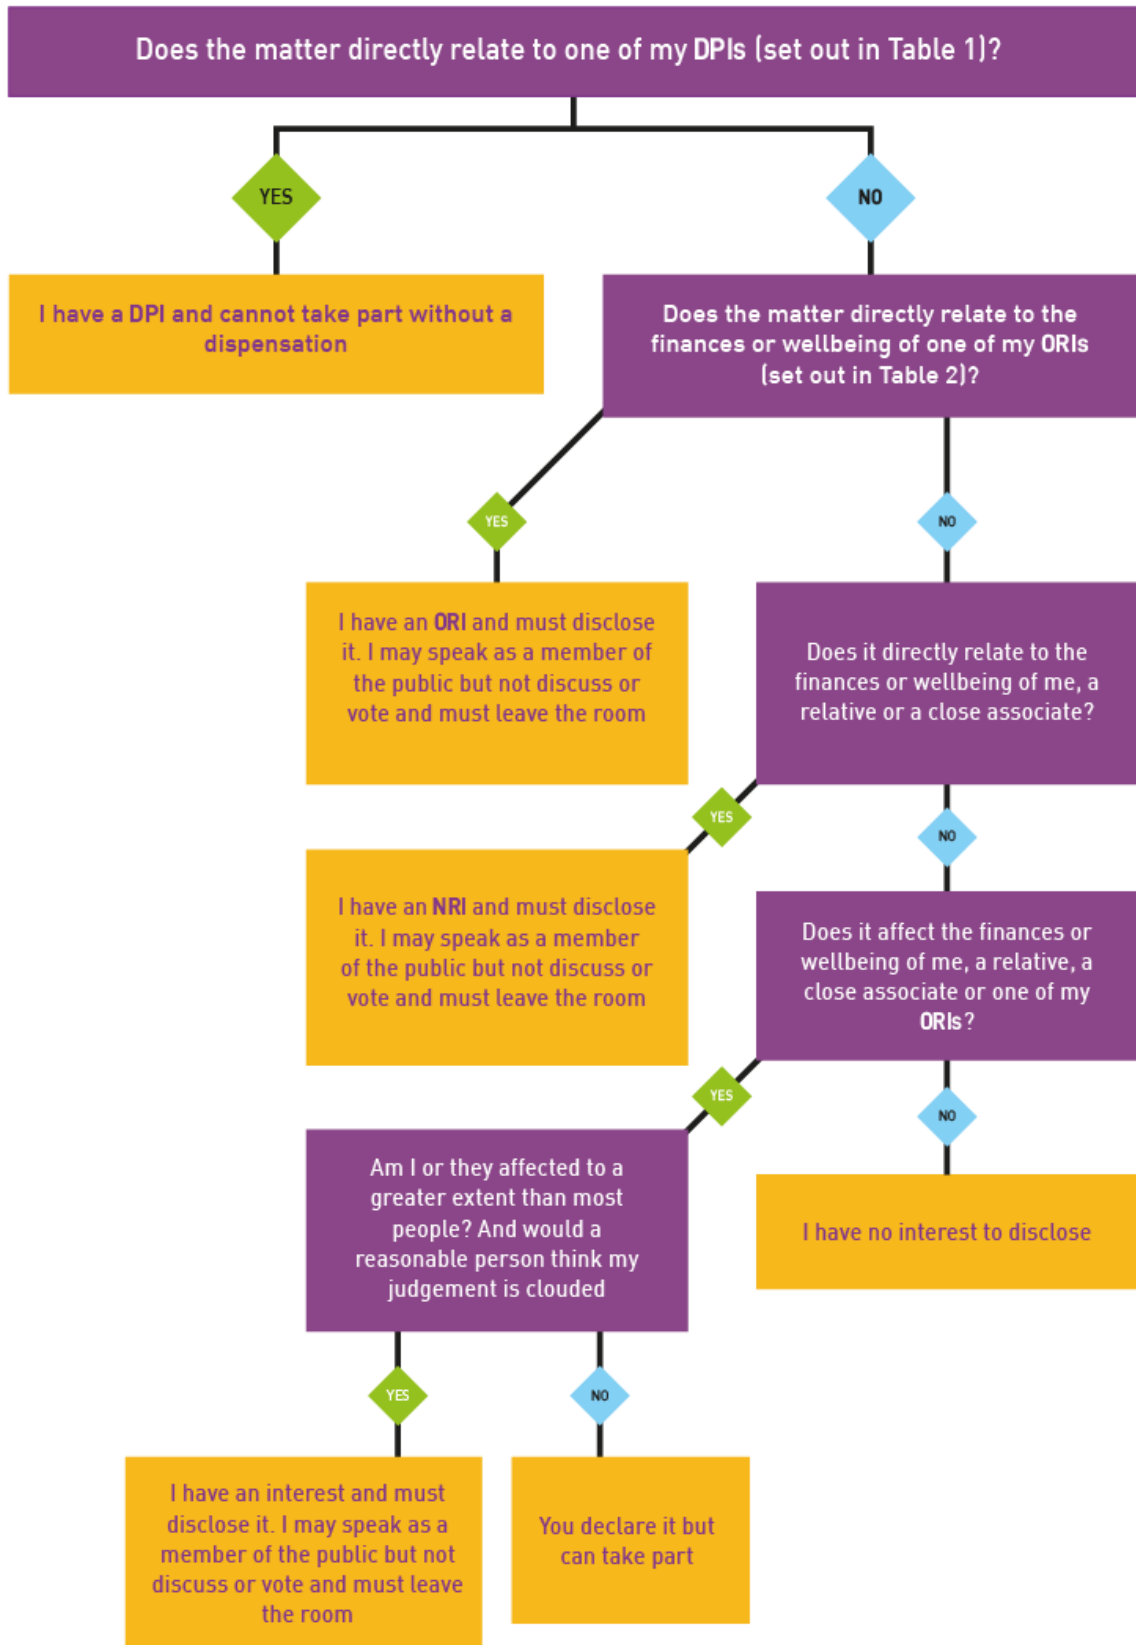 Does the matter directly relate to one of my DPIs (set out in Table 1)?
YES
NO
I have a DPI and cannot take part without a
dispensation
Does the matter directly relate to the
finances or wellbeing of one of my ORIs
(set out in Table 2)?
YES
NO
I have an ORI and must disclose
it. I may speak as a member of
the public but not discuss or
vote and must leave the room
Does it directly relate to the
finances or wellbeing of me, a
relative or a close associate?
YES
NO
I have an NRI and must disclose
it. I may speak as a member
of the public but not discuss or
vote and must leave the room
Does it affect the finances or
wellbeing of me, a relative, a
close associate or one of my
ORIs?
YES
NO
Am I or they affected to a
greater extent than most
people? And would a
reasonable person think my
judgement is clouded
I have no interest to disclose
YES
NO
I have an interest and must
disclose it. I may speak as a
member of the public but not
discuss or vote and must leave
the room
You declare it but
can take part